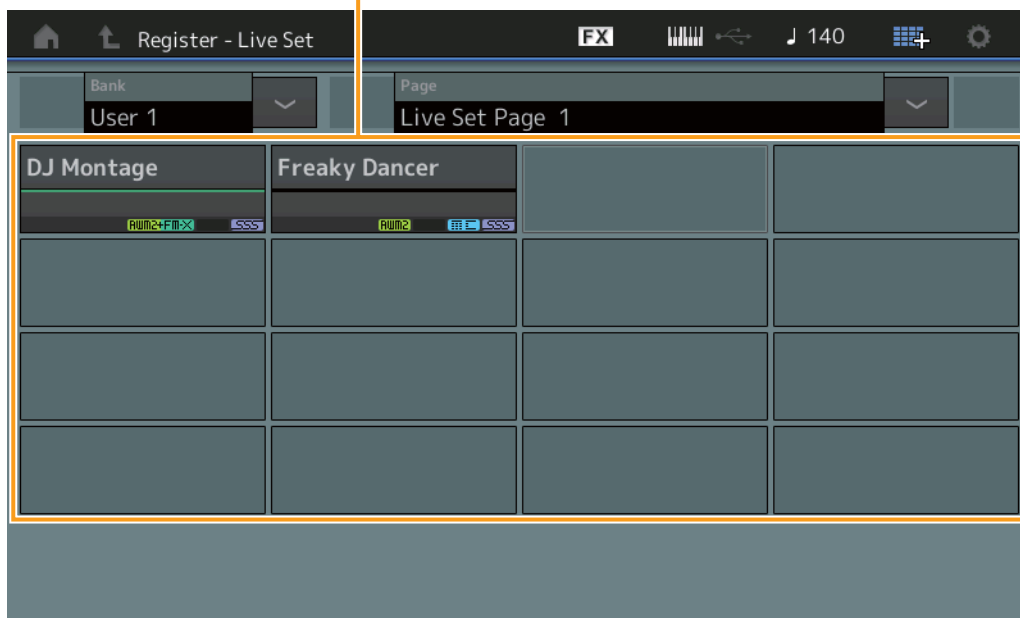 Register - Live Set FX ♩ 140
Bank Page
User 1 Live Set Page 1
DJ Montage Freaky Dancer
AWM2+FM-X SSS AWM2 SSS